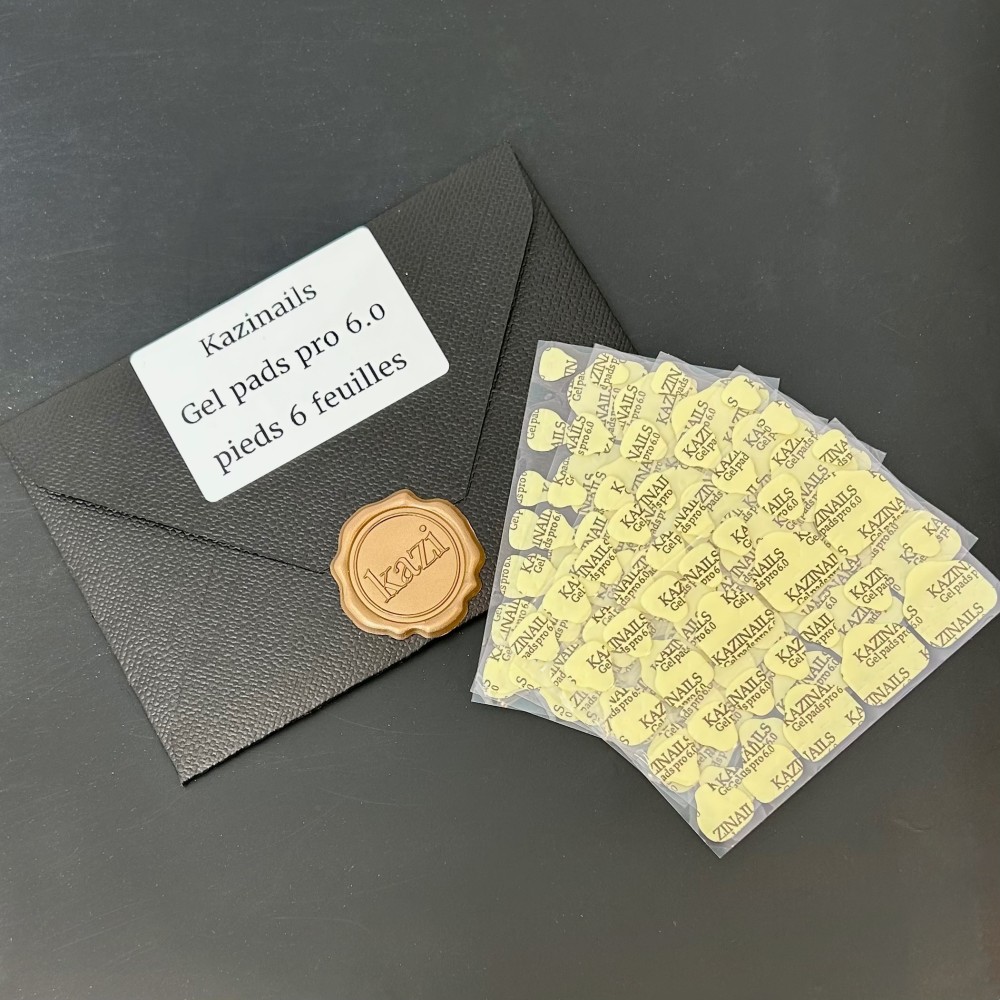 Kazinails
Gel pads pro 6.0
pieds 6 feuilles
kazi
KAZINAILS
Gel pads pro 6.0